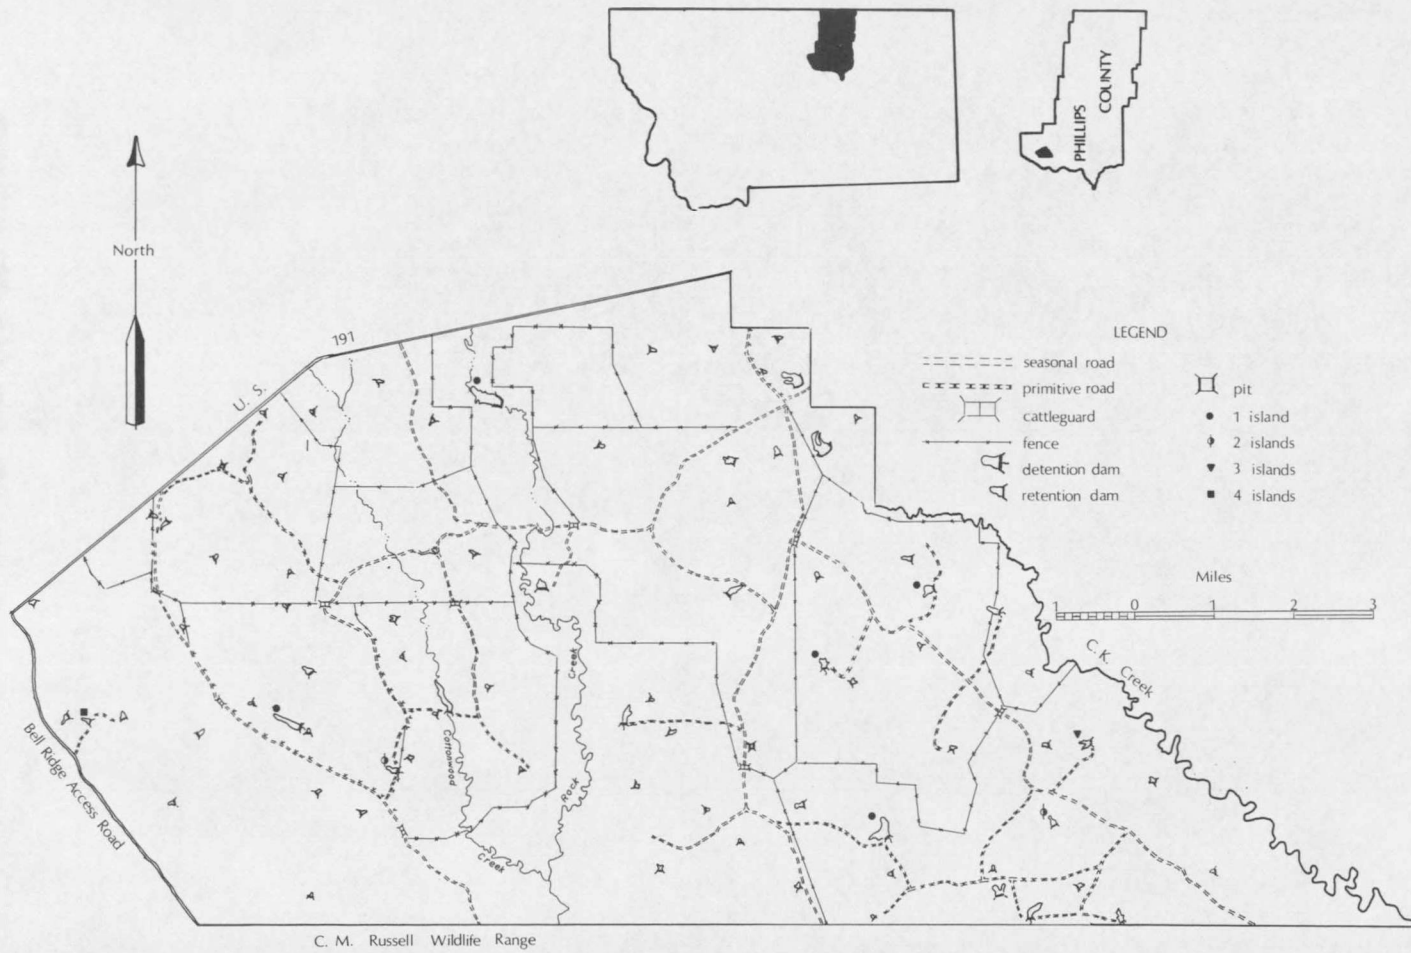 PHILLIPS
COUNTY
North
191
U. S.
LEGEND
seasonal road
primitive road
cattleguard
fence
detention dam
retention dam
pit
1 island
2 islands
3 islands
4 islands
Miles
1 0 1 2 3
C.K. Creek
Creek
Rock
Cottonwood
Creek
Bell Ridge Access Road
C. M. Russell Wildlife Range